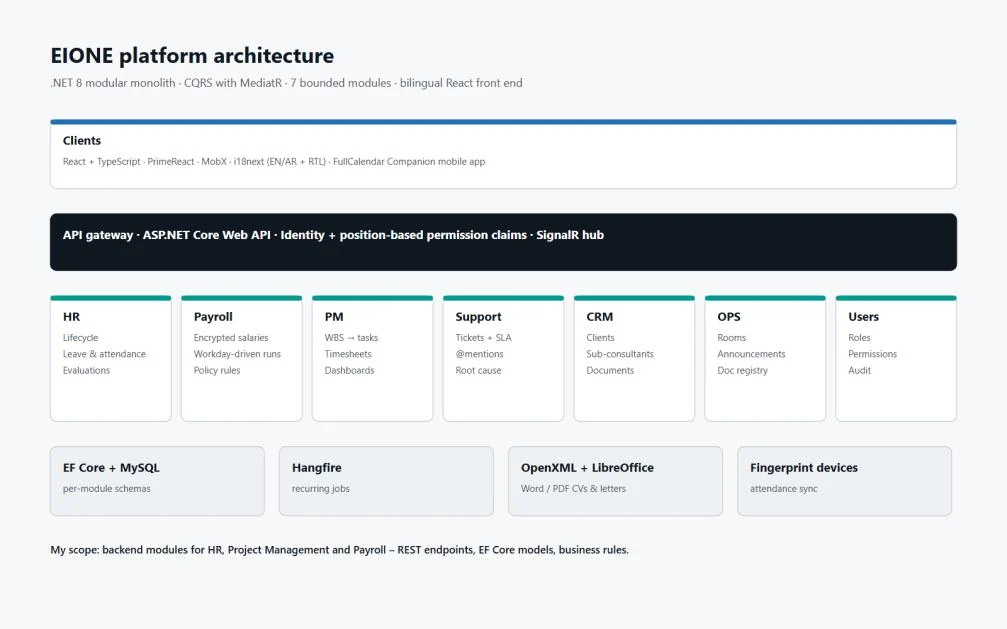 EIONE platform architecture
.NET 8 modular monolith · CQRS with MediatR · 7 bounded modules · bilingual React front end
Clients
React + TypeScript · PrimeReact · MobX · i18next (EN/AR + RTL) · FullCalendar Companion mobile app
API gateway · ASP.NET Core Web API · Identity + position-based permission claims · SignalR hub
HR
Lifecycle
Leave & attendance
Evaluations
Payroll
Encrypted salaries
Workday-driven runs
Policy rules
PM
WBS → tasks
Timesheets
Dashboards
Support
Tickets + SLA
@mentions
Root cause
CRM
Clients
Sub-consultants
Documents
OPS
Rooms
Announcements
Doc registry
Users
Roles
Permissions
Audit
EF Core + MySQL
per-module schemas
Hangfire
recurring jobs
OpenXML + LibreOffice
Word / PDF CVs & letters
Fingerprint devices
attendance sync
My scope: backend modules for HR, Project Management and Payroll – REST endpoints, EF Core models, business rules.